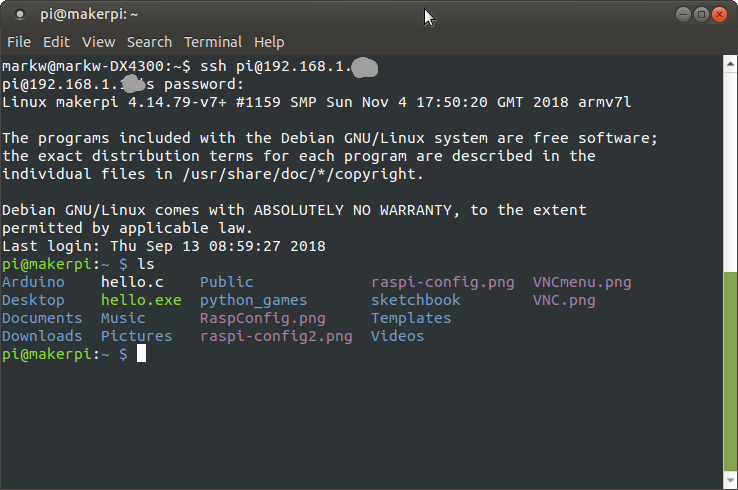 pi@makerpi: ~
File Edit View Search Terminal Help
markw@markw-DX4300:~$ ssh pi@192.168.1.
pi@192.168.1. s password:
Linux makerpi 4.14.79-v7+ #1159 SMP Sun Nov 4 17:50:20 GMT 2018 armv7l
The programs included with the Debian GNU/Linux system are free software;
the exact distribution terms for each program are described in the
individual files in /usr/share/doc/*/copyright.
Debian GNU/Linux comes with ABSOLUTELY NO WARRANTY, to the extent
permitted by applicable law.
Last login: Thu Sep 13 08:59:27 2018
pi@makerpi:~ $ ls
Arduino hello.c Public raspi-config.png VNCmenu.png
Desktop hello.exe python_games sketchbook VNC.png
Documents Music RaspConfig.png Templates
Downloads Pictures raspi-config2.png Videos
pi@makerpi:~ $